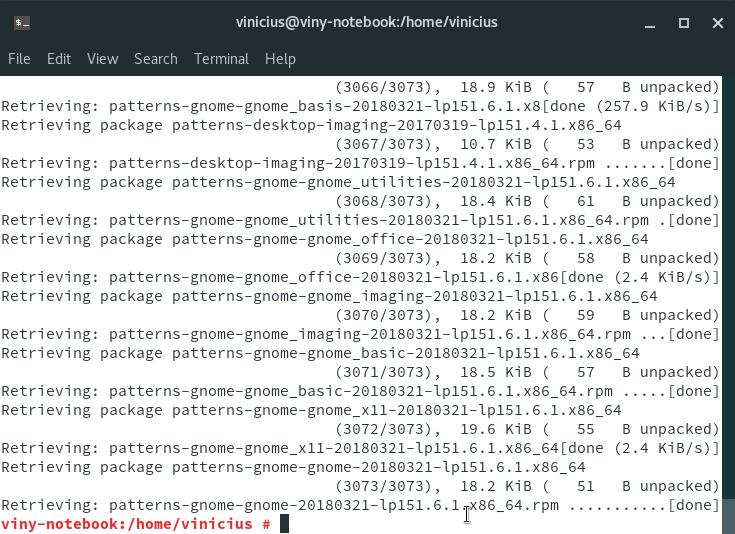 vinicius@viny-notebook:/home/vinicius
File Edit View Search Terminal Help
(3066/3073), 18.9 KiB (   57   B unpacked)
Retrieving: patterns-gnome-gnome_basis-20180321-lp151.6.1.x8[done (257.9 KiB/s)]
Retrieving package patterns-desktop-imaging-20170319-lp151.4.1.x86_64
(3067/3073), 10.7 KiB (   53   B unpacked)
Retrieving: patterns-desktop-imaging-20170319-lp151.4.1.x86_64.rpm .......[done]
Retrieving package patterns-gnome-gnome_utilities-20180321-lp151.6.1.x86_64
(3068/3073), 18.4 KiB (   61   B unpacked)
Retrieving: patterns-gnome-gnome_utilities-20180321-lp151.6.1.x86_64.rpm .[done]
Retrieving package patterns-gnome-gnome_office-20180321-lp151.6.1.x86_64
(3069/3073), 18.2 KiB (   58   B unpacked)
Retrieving: patterns-gnome-gnome_office-20180321-lp151.6.1.x86[done (2.4 KiB/s)]
Retrieving package patterns-gnome-gnome_imaging-20180321-lp151.6.1.x86_64
(3070/3073), 18.2 KiB (   59   B unpacked)
Retrieving: patterns-gnome-gnome_imaging-20180321-lp151.6.1.x86_64.rpm ...[done]
Retrieving package patterns-gnome-gnome_basic-20180321-lp151.6.1.x86_64
(3071/3073), 18.5 KiB (   57   B unpacked)
Retrieving: patterns-gnome-gnome_basic-20180321-lp151.6.1.x86_64.rpm .....[done]
Retrieving package patterns-gnome-gnome_x11-20180321-lp151.6.1.x86_64
(3072/3073), 19.6 KiB (   55   B unpacked)
Retrieving: patterns-gnome-gnome_x11-20180321-lp151.6.1.x86_64[done (2.4 KiB/s)]
Retrieving package patterns-gnome-gnome-20180321-lp151.6.1.x86_64
(3073/3073), 18.2 KiB (   51   B unpacked)
Retrieving: patterns-gnome-gnome-20180321-lp151.6.1.x86_64.rpm ...........[done]
viny-notebook:/home/vinicius #